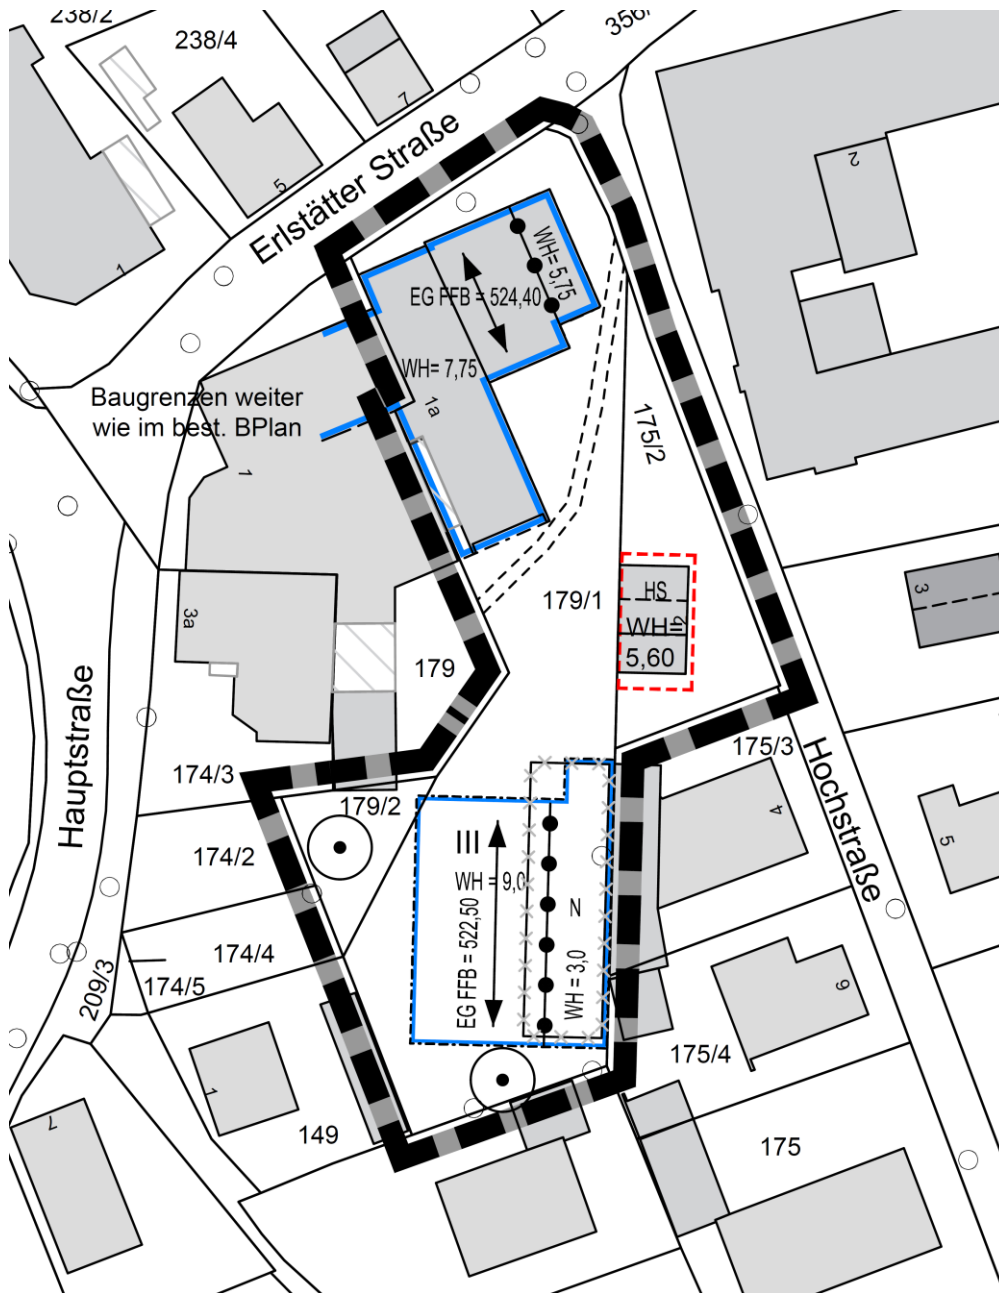 238/2
238/4
356/
7
5
Erlstätter Straße
1
2
WH= 5,75
EG FFB = 524,40
WH= 7,75
1a
Baugrenzen weiter
wie im best. BPlan
1
175/2
3
HS
179/1
WH=
5,60
3a
179
Hauptstraße
174/3
179/2
175/3
Hochstraße
4
5
174/2
III
WH = 9,0
EG FFB = 522,50
N
WH = 3,0
174/4
174/5
209/3
9
175/4
1
7
149
175